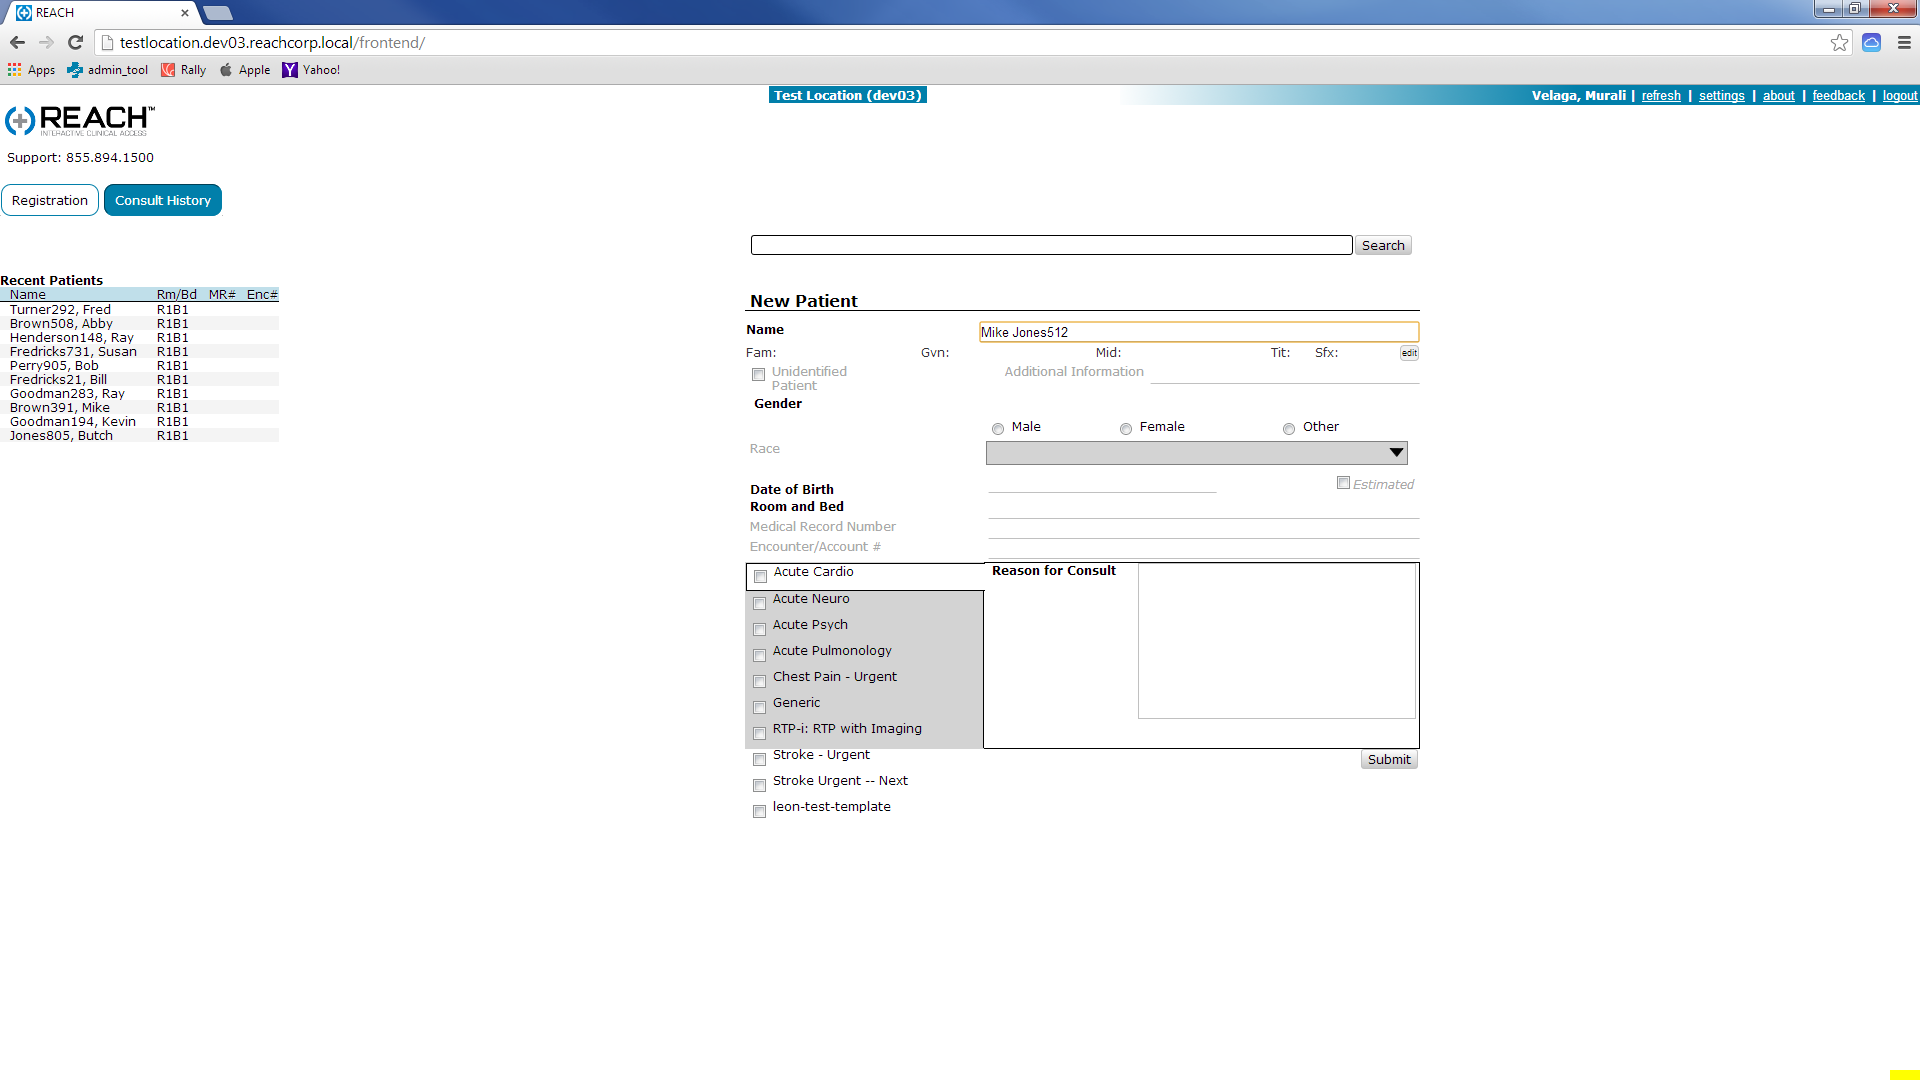 REACH
testlocation.dev03.reachcorp.local/frontend/
Apps admin_tool Rally Apple Yahoo!
Test Location (dev03) Velaga, Murali | refresh | settings | about | feedback | logout
REACH™
INTERACTIVE CLINICAL ACCESS
Support: 855.894.1500
Registration Consult History
Search
Recent Patients
Name Rm/Bd MR# Enc#
Turner292, Fred R1B1
Brown508, Abby R1B1
Henderson148, Ray R1B1
Fredricks731, Susan R1B1
Perry905, Bob R1B1
Fredricks21, Bill R1B1
Goodman283, Ray R1B1
Brown391, Mike R1B1
Goodman194, Kevin R1B1
Jones805, Butch R1B1
New Patient
Name Mike Jones512
Fam: Gvn: Mid: Tit: Sfx: edit
Unidentified Patient Additional Information
Gender
Male Female Other
Race
Date of Birth Estimated
Room and Bed
Medical Record Number
Encounter/Account #
Acute Cardio Reason for Consult
Acute Neuro
Acute Psych
Acute Pulmonology
Chest Pain - Urgent
Generic
RTP-i: RTP with Imaging
Stroke - Urgent Submit
Stroke Urgent -- Next
leon-test-template